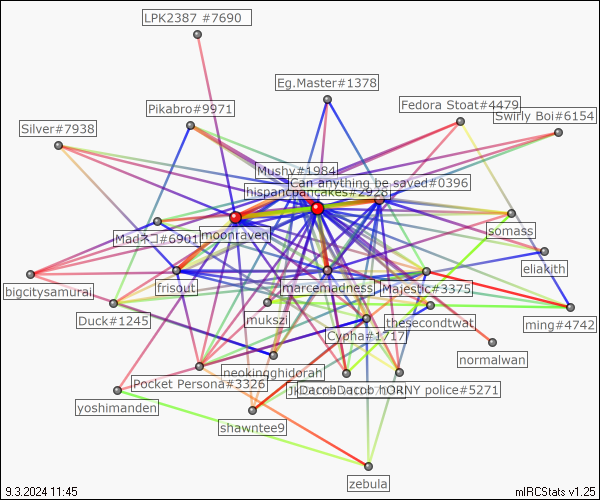 LPK2387 #7690
Eg.Master#1378
Pikabro#9971
Fedora Stoat#4479
Swirly Boi#6154
Silver#7938
Mushy#1984
Can anything be saved#0396
hispancpancakes#2928
somass
Madネコ#6901
moonraven
eliakith
frisout
marcemadness
Majestic#3375
bigcitysamurai
mukszi
thesecondtwat
ming#4742
Duck#1245
Cypha#1717
normalwan
neokingghidorah
Pocket Persona#3326
DacobDacob
hORNY police#5271
yoshimanden
shawntee9
zebula
9.3.2024 11:45
mIRCStats v1.25